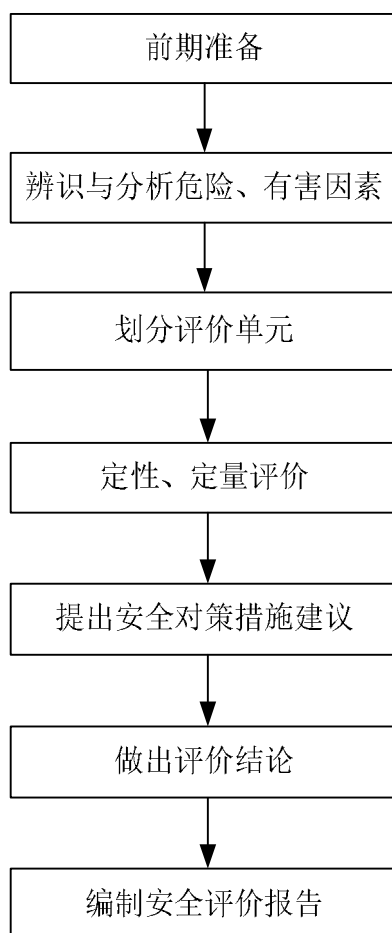 前期准备
辨识与分析危险、有害因素
划分评价单元
定性、定量评价
提出安全对策措施建议
做出评价结论
编制安全评价报告